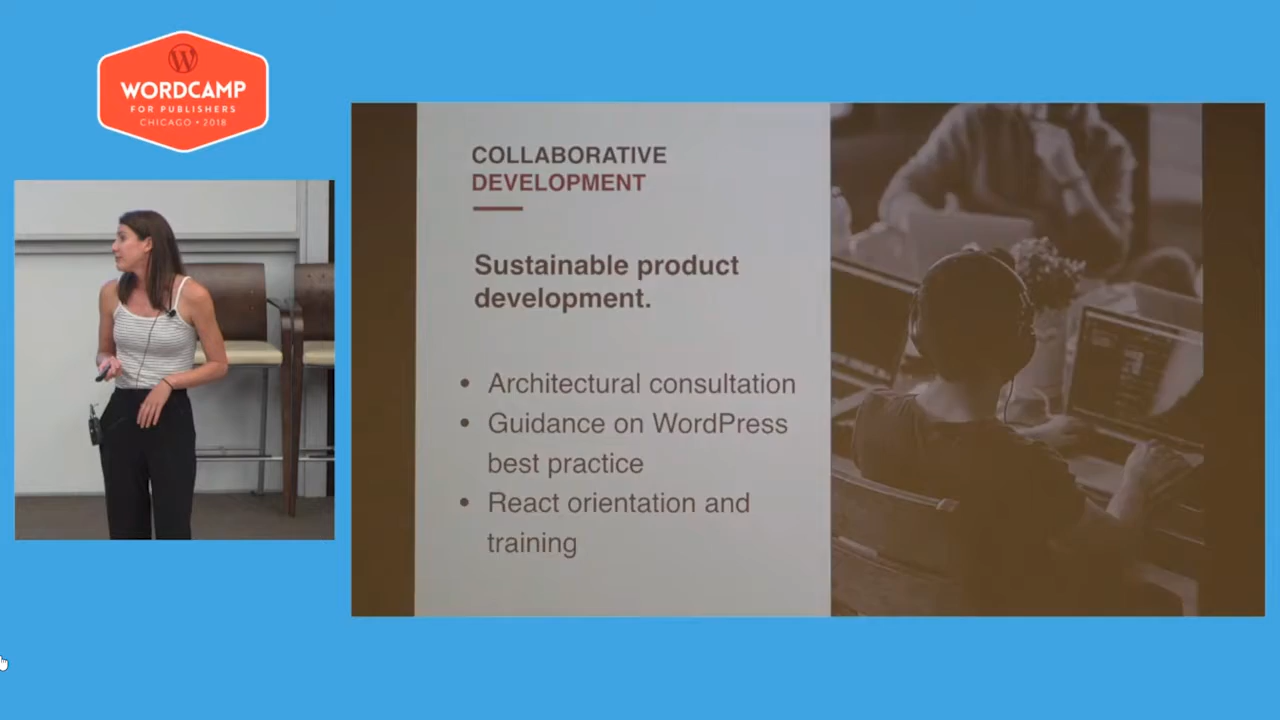 WORDCAMP
FOR PUBLISHERS
CHICAGO • 2018
COLLABORATIVE
DEVELOPMENT
Sustainable product
development.
• Architectural consultation
• Guidance on WordPress
best practice
• React orientation and
training